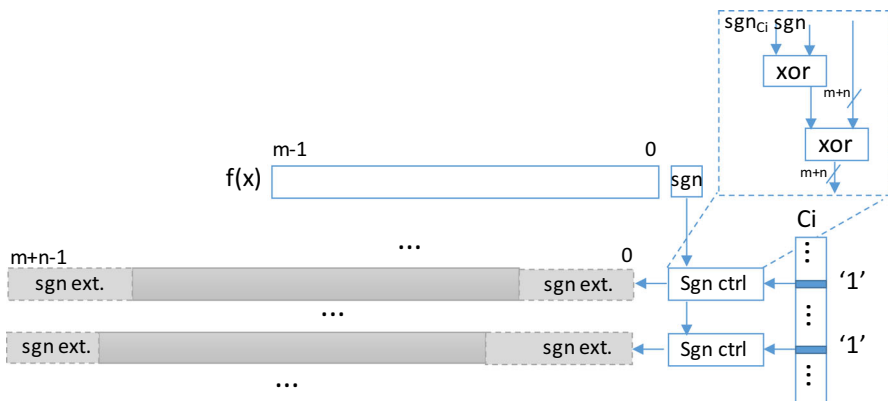 sgnCi sgn
xor
m+n
xor
m+n
m-1 0
f(x) sgn
Ci
...
m+n-1 0
...
sgn ext. sgn ext. Sgn ctrl '1'
...
...
sgn ext. sgn ext. Sgn ctrl '1'
...
...